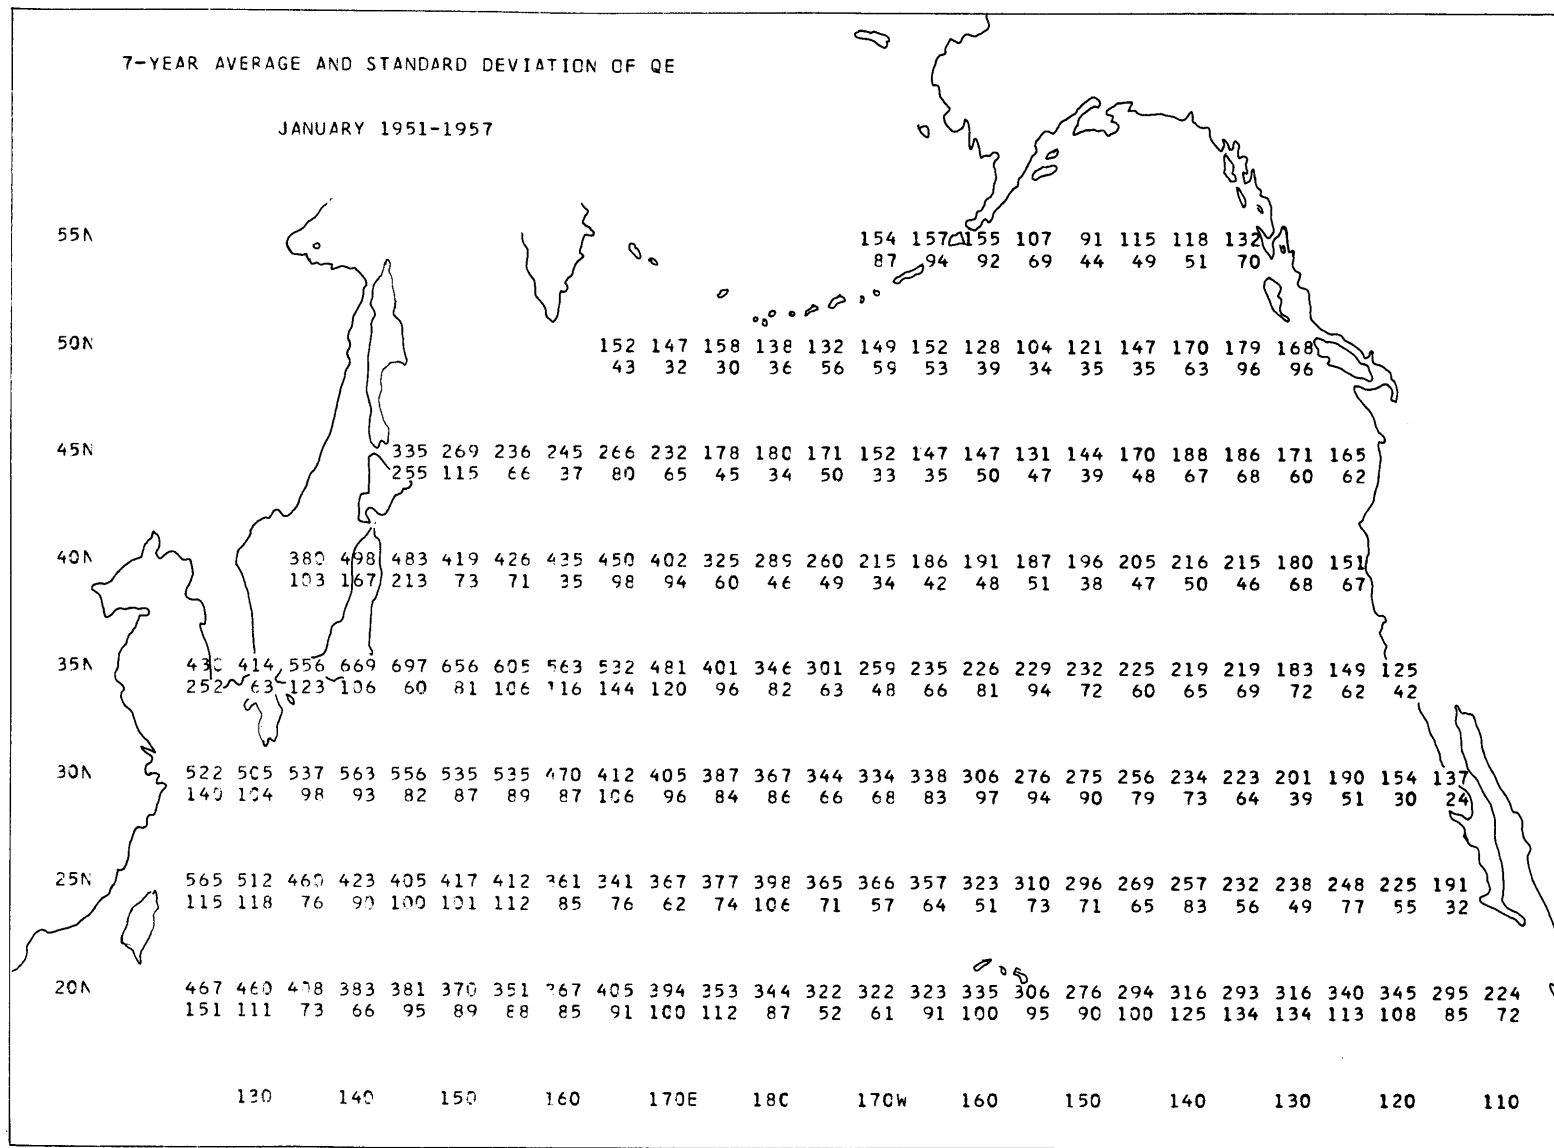 7-YEAR AVERAGE AND STANDARD DEVIATION OF QE
JANUARY 1951-1957
55N 154 157 155 107 91 115 118 132
87 94 92 69 44 49 51 70
50N 152 147 158 138 132 149 152 128 104 121 147 170 179 168
43 32 30 36 56 59 53 39 34 35 35 63 96 96
45N 335 269 236 245 266 232 178 180 171 152 147 147 131 144 170 188 186 171 165
255 115 66 37 80 65 45 34 50 33 35 50 47 39 48 67 68 60 62
40N 380 498 483 419 426 435 450 402 325 289 260 215 186 191 187 196 205 216 215 180 151
103 167 213 73 71 35 98 94 60 46 49 34 42 48 51 38 47 50 46 68 67
35N 430 414 556 669 697 656 605 563 532 481 401 346 301 259 235 226 229 232 225 219 219 183 149 125
252 63 123 106 60 81 106 116 144 120 96 82 63 48 66 81 94 72 60 65 69 72 62 42
30N 522 505 537 563 556 535 535 470 412 405 387 367 344 334 338 306 276 275 256 234 223 201 190 154 137
140 104 98 93 82 87 89 87 106 96 84 86 66 68 83 97 94 90 79 73 64 39 51 30 24
25N 565 512 460 423 405 417 412 361 341 367 377 398 365 366 357 323 310 296 269 257 232 238 248 225 191
115 118 76 90 100 101 112 85 76 62 74 106 71 57 64 51 73 71 65 83 56 49 77 55 32
20N 467 460 383 381 370 351 367 405 394 353 344 322 322 323 335 306 276 294 316 293 316 340 345 295 224
151 111 73 66 95 89 88 85 91 100 112 87 52 61 91 100 95 90 100 125 134 134 113 108 85 72
130 140 150 160 170E 180 170W 160 150 140 130 120 110